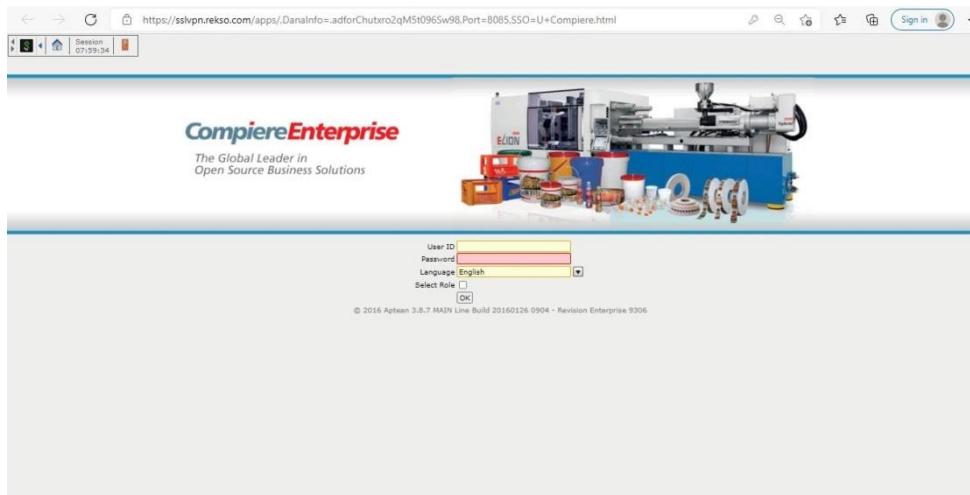 https://sslvpn.rekso.com/apps/,DanaInfo=.adforChutxro2qM5t096Sw98,Port=8085,SSO=U+Compiere.html
Sign in
Session
07:59:34
CompiereEnterprise
The Global Leader in
Open Source Business Solutions
ELION
User ID
Password
Language English
Select Role
OK
© 2016 Aptean 3.8.7 MAIN Line Build 20160126 0904 - Revision Enterprise 9306